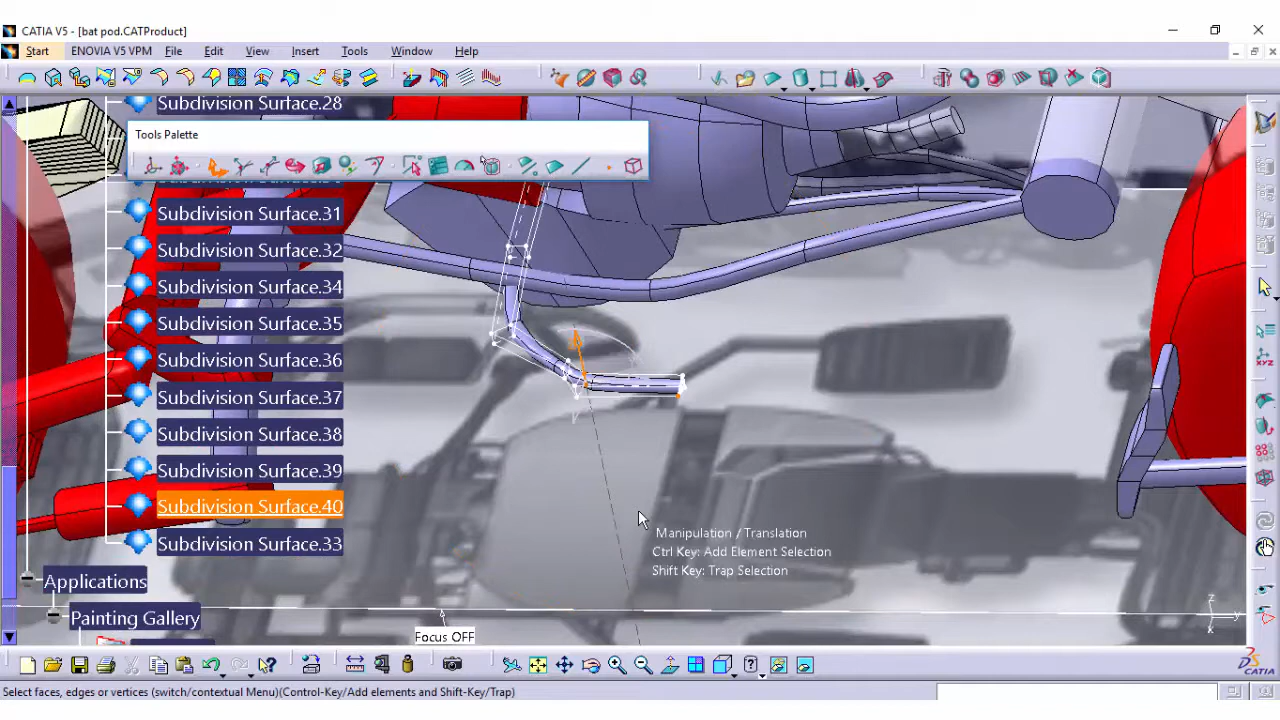 CATIA V5 - [bat pod.CATProduct]
Start ENOVIA V5 VPM File Edit View Insert Tools Window Help
Subdivision Surface.28
Tools Palette
Subdivision Surface.31
Subdivision Surface.32
Subdivision Surface.34
Subdivision Surface.35
Subdivision Surface.36
Subdivision Surface.37
Subdivision Surface.38
Subdivision Surface.39
Subdivision Surface.40
Manipulation / Translation
Ctrl Key: Add Element Selection
Shift Key: Trap Selection
Subdivision Surface.33
Applications
Painting Gallery
Focus OFF
z
y
x
CATIA
Select faces, edges or vertices (switch/contextual Menu)(Control-Key/Add elements and Shift-Key/Trap)